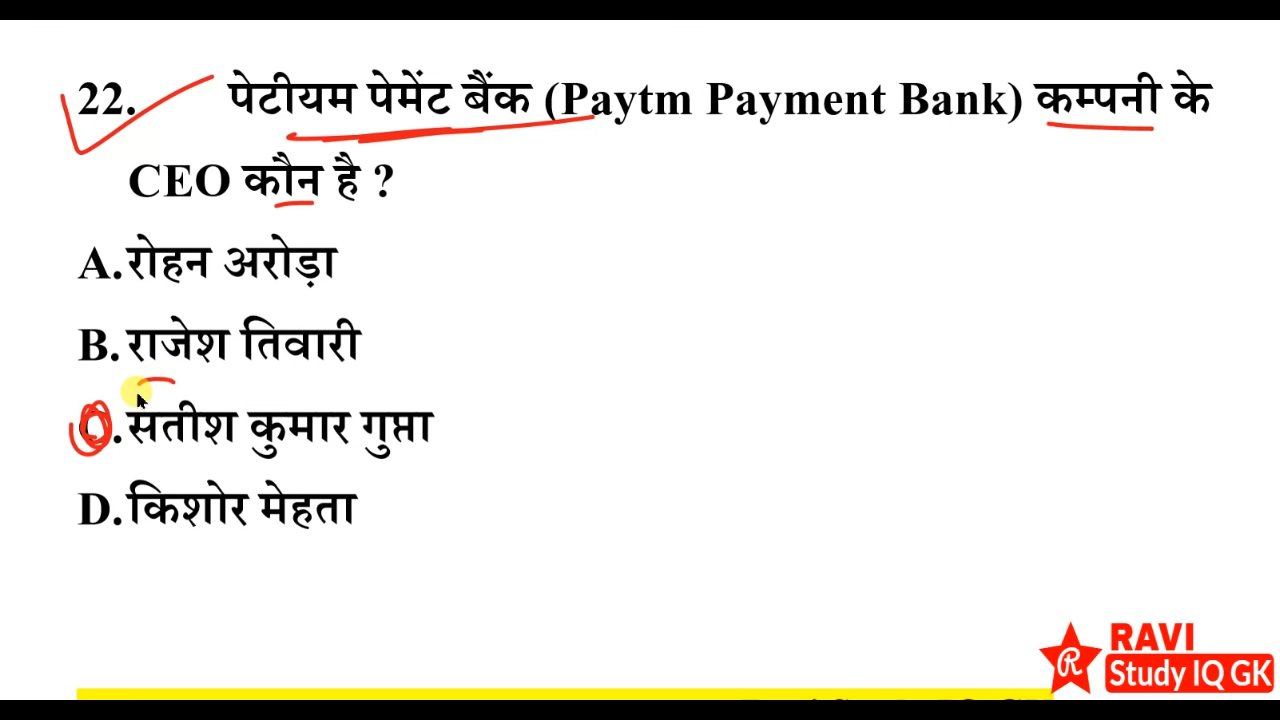 22. पेटीयम पेमेंट बैंक (Paytm Payment Bank) कम्पनी के
CEO कौन है ?
A. रोहन अरोड़ा
B. राजेश तिवारी
C. सतीश कुमार गुप्ता
D. किशोर मेहता
RAVI
Study IQ GK